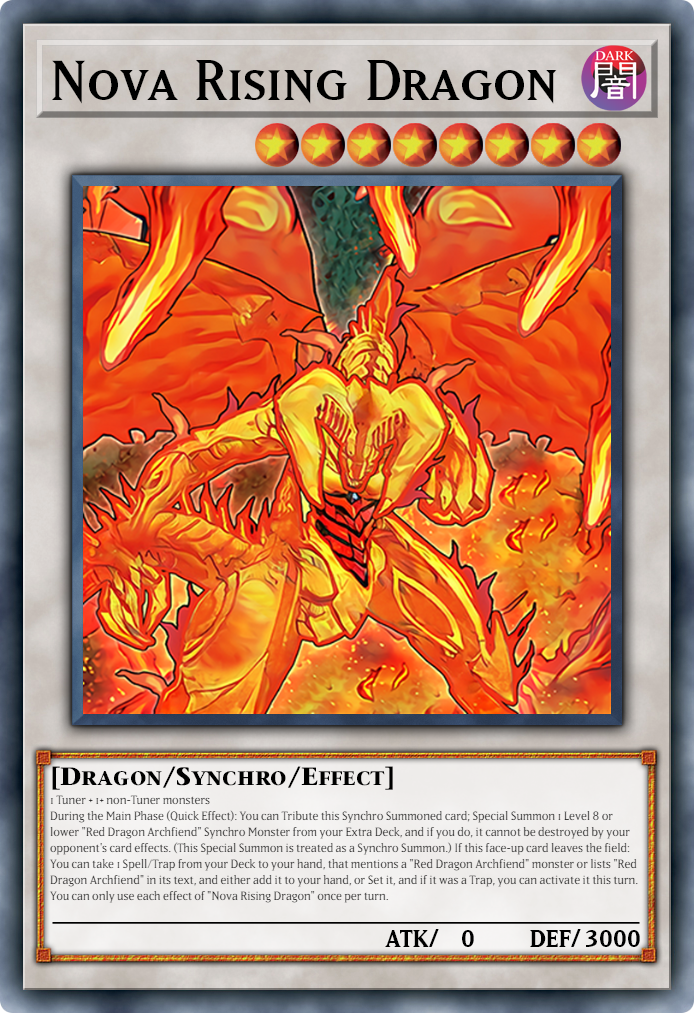 Nova Rising Dragon
DARK
闇
[Dragon/Synchro/Effect]
1 Tuner + 1+ non-Tuner monsters
During the Main Phase (Quick Effect): You can Tribute this Synchro Summoned card; Special Summon 1 Level 8 or
lower "Red Dragon Archfiend" Synchro Monster from your Extra Deck, and if you do, it cannot be destroyed by your
opponent's card effects. (This Special Summon is treated as a Synchro Summon.) If this face-up card leaves the field:
You can take 1 Spell/Trap from your Deck to your hand, that mentions a "Red Dragon Archfiend" monster or lists "Red
Dragon Archfiend" in its text, and either add it to your hand, or Set it, and if it was a Trap, you can activate it this turn.
You can only use each effect of "Nova Rising Dragon" once per turn.
ATK/ 0 DEF/ 3000